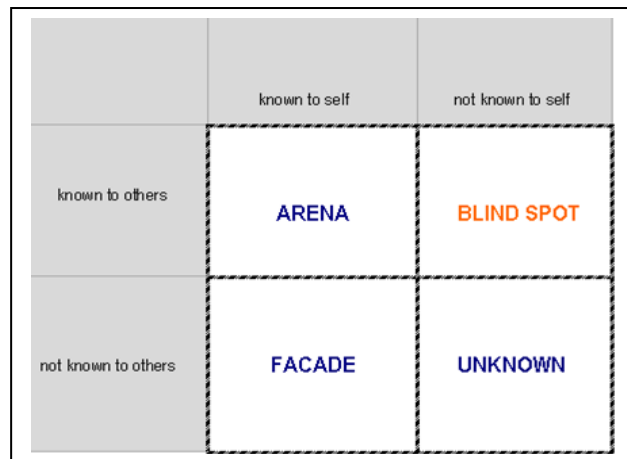 known to self
not known to self
known to others
ARENA
BLIND SPOT
not known to others
FACADE
UNKNOWN